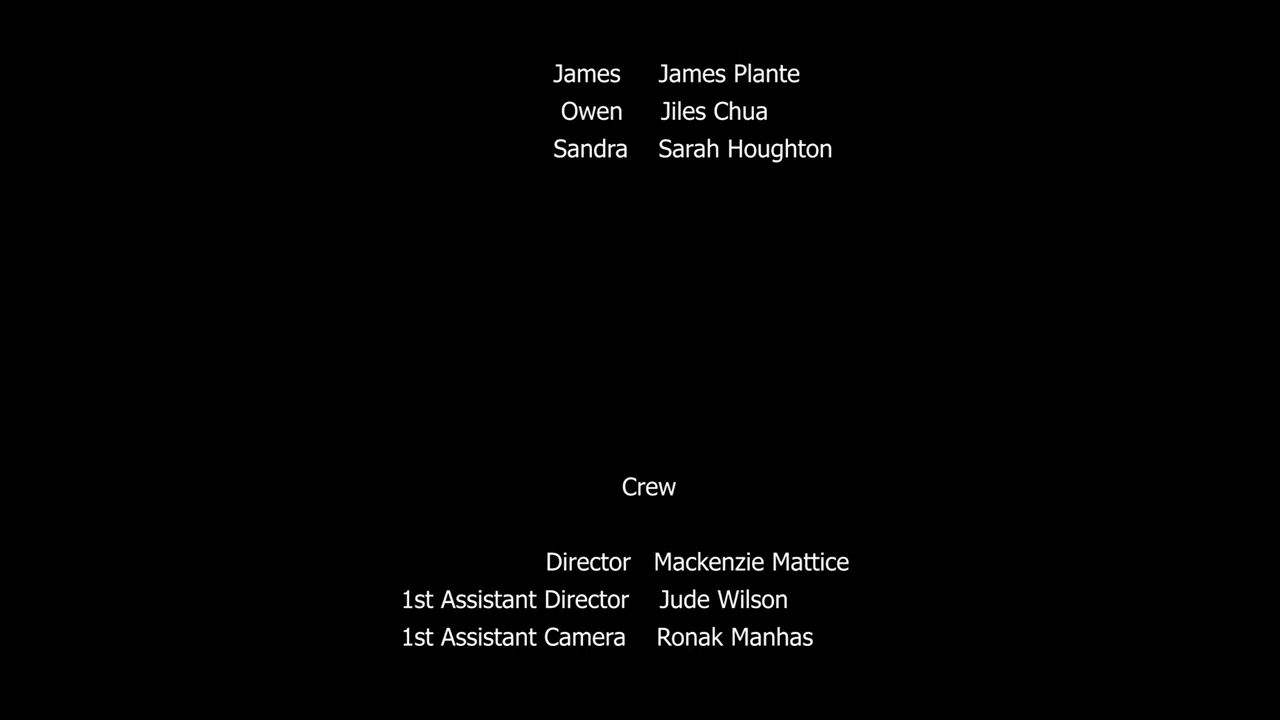 James James Plante
Owen Jiles Chua
Sandra Sarah Houghton
Crew
Director Mackenzie Mattice
1st Assistant Director Jude Wilson
1st Assistant Camera Ronak Manhas